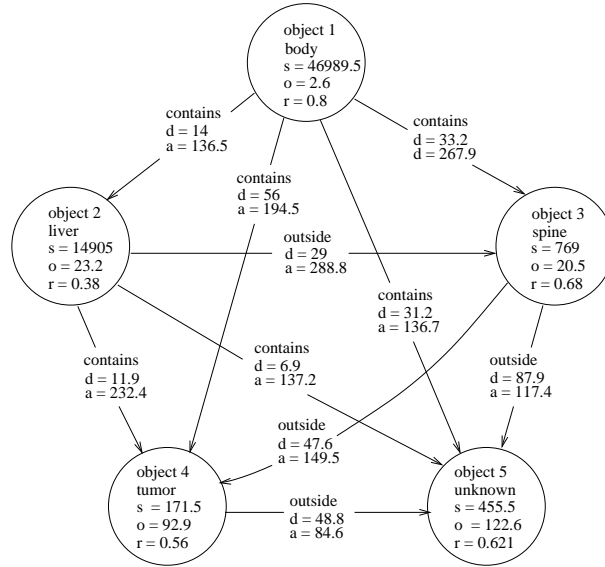 object 1
body
s = 46989.5
o = 2.6
r = 0.8
contains
d = 14
a = 136.5
contains
d = 33.2
d = 267.9
contains
d = 56
a = 194.5
object 2
liver
s = 14905
o = 23.2
r = 0.38
outside
d = 29
a = 288.8
object 3
spine
s = 769
o = 20.5
r = 0.68
contains
d = 31.2
a = 136.7
contains
d = 11.9
a = 232.4
contains
d = 6.9
a = 137.2
outside
d = 87.9
a = 117.4
outside
d = 47.6
a = 149.5
object 4
tumor
s = 171.5
o = 92.9
r = 0.56
outside
d = 48.8
a = 84.6
object 5
unknown
s = 455.5
o = 122.6
r = 0.621